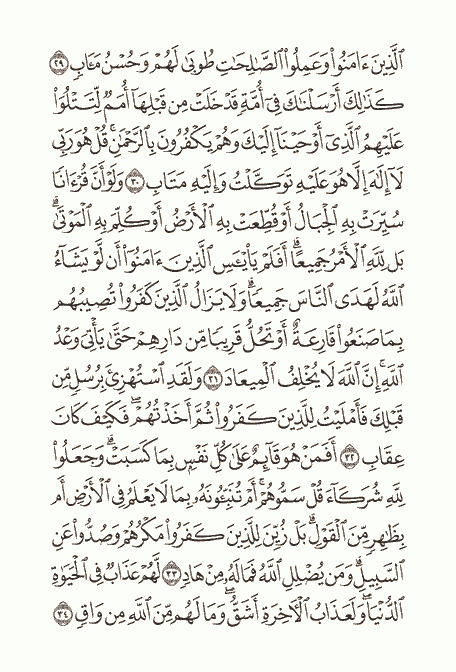 ٱلَّذِينَ ءَامَنُوا۟ وَعَمِلُوا۟ ٱلصَّٰلِحَٰتِ طُوبَىٰ لَهُمْ وَحُسْنُ مَـَٔابٍ ٢٩
كَذَٰلِكَ أَرْسَلْنَٰكَ فِىٓ أُمَّةٍ قَدْ خَلَتْ مِن قَبْلِهَآ أُمَمٌ لِّتَتْلُوَا۟
عَلَيْهِمُ ٱلَّذِىٓ أَوْحَيْنَآ إِلَيْكَ وَهُمْ يَكْفُرُونَ بِٱلرَّحْمَٰنِ ۚ قُلْ هُوَ رَبِّى
لَآ إِلَٰهَ إِلَّا هُوَ عَلَيْهِ تَوَكَّلْتُ وَإِلَيْهِ مَتَابِ ٣٠ وَلَوْ أَنَّ قُرْءَانًا
سُيِّرَتْ بِهِ ٱلْجِبَالُ أَوْ قُطِّعَتْ بِهِ ٱلْأَرْضُ أَوْ كُلِّمَ بِهِ ٱلْمَوْتَىٰ ۗ
بَل لِّلَّهِ ٱلْأَمْرُ جَمِيعًا ۗ أَفَلَمْ يَا۟يْـَٔسِ ٱلَّذِينَ ءَامَنُوٓا۟ أَن لَّوْ يَشَآءُ
ٱللَّهُ لَهَدَى ٱلنَّاسَ جَمِيعًا ۗ وَلَا يَزَالُ ٱلَّذِينَ كَفَرُوا۟ تُصِيبُهُم
بِمَا صَنَعُوا۟ قَارِعَةٌ أَوْ تَحُلُّ قَرِيبًا مِّن دَارِهِمْ حَتَّىٰ يَأْتِىَ وَعْدُ
ٱللَّهِ ۚ إِنَّ ٱللَّهَ لَا يُخْلِفُ ٱلْمِيعَادَ ٣١ وَلَقَدِ ٱسْتُهْزِئَ بِرُسُلٍ مِّن
قَبْلِكَ فَأَمْلَيْتُ لِلَّذِينَ كَفَرُوا۟ ثُمَّ أَخَذْتُهُمْ ۖ فَكَيْفَ كَانَ
عِقَابِ ٣٢ أَفَمَنْ هُوَ قَآئِمٌ عَلَىٰ كُلِّ نَفْسٍۭ بِمَا كَسَبَتْ ۗ وَجَعَلُوا۟
لِلَّهِ شُرَكَآءَ قُلْ سَمُّوهُمْ ۚ أَمْ تُنَبِّـُٔونَهُۥ بِمَا لَا يَعْلَمُ فِى ٱلْأَرْضِ أَم
بِظَٰهِرٍ مِّنَ ٱلْقَوْلِ ۗ بَلْ زُيِّنَ لِلَّذِينَ كَفَرُوا۟ مَكْرُهُمْ وَصُدُّوا۟ عَنِ
ٱلسَّبِيلِ ۗ وَمَن يُضْلِلِ ٱللَّهُ فَمَا لَهُۥ مِنْ هَادٍ ٣٣ لَّهُمْ عَذَابٌ فِى ٱلْحَيَوٰةِ
ٱلدُّنْيَا ۖ وَلَعَذَابُ ٱلْءَاخِرَةِ أَشَقُّ ۖ وَمَا لَهُم مِّنَ ٱللَّهِ مِن وَاقٍ ٣٤